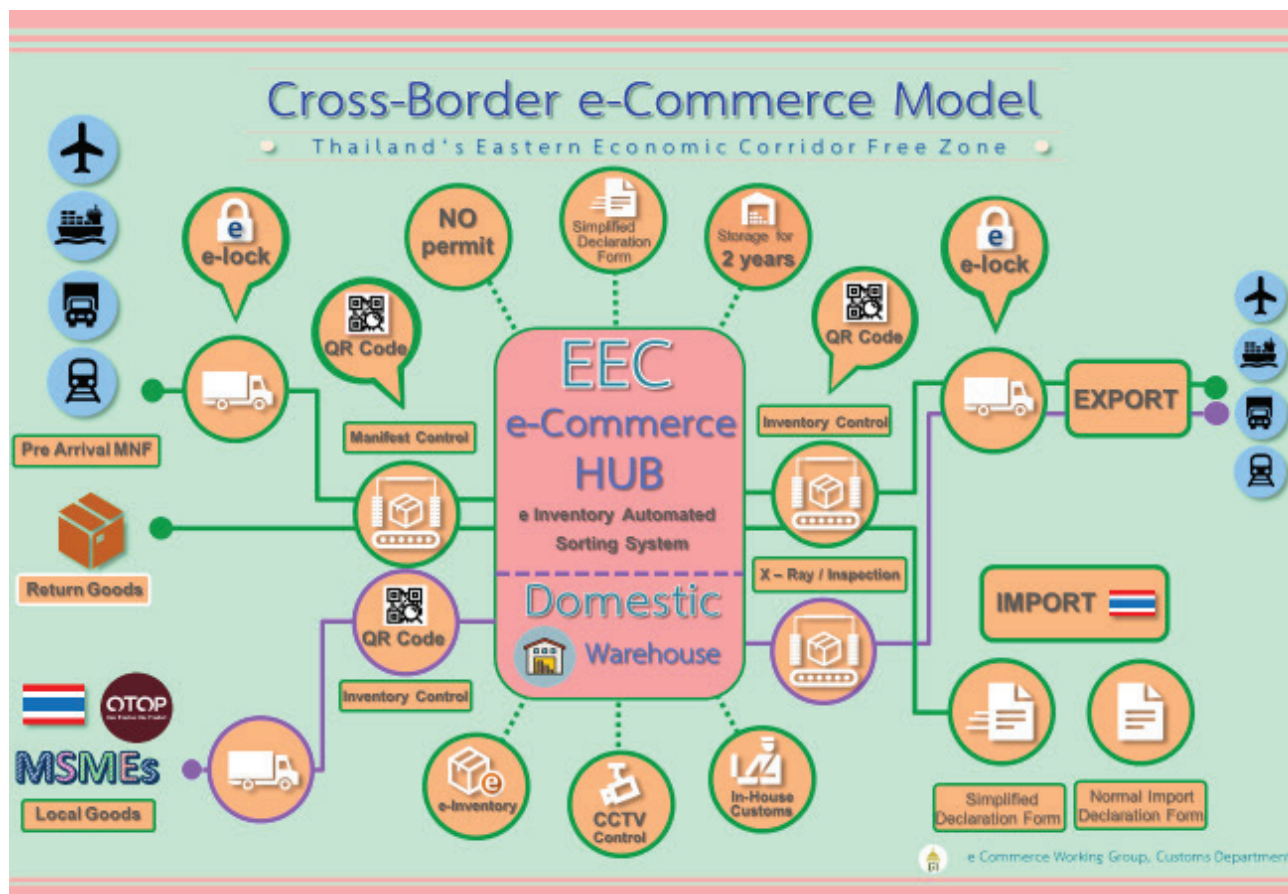 Cross-Border e-Commerce Model
Thailand's Eastern Economic Corridor Free Zone
e
e-lock
NO
permit
Simplified
Declaration
Form
Storage for
2 years
e
e-lock
QR Code
QR Code
Manifest Control
Inventory Control
Pre Arrival MNF
EEC
e-Commerce
HUB
e Inventory Automated
Sorting System
EXPORT
Return Goods
QR Code
Inventory Control
Domestic
Warehouse
X – Ray / Inspection
IMPORT
OTOP
MSMEs
Local Goods
e
e-Inventory
CCTV
Control
In-House
Customs
Simplified
Declaration Form
Normal Import
Declaration Form
e Commerce Working Group, Customs Department